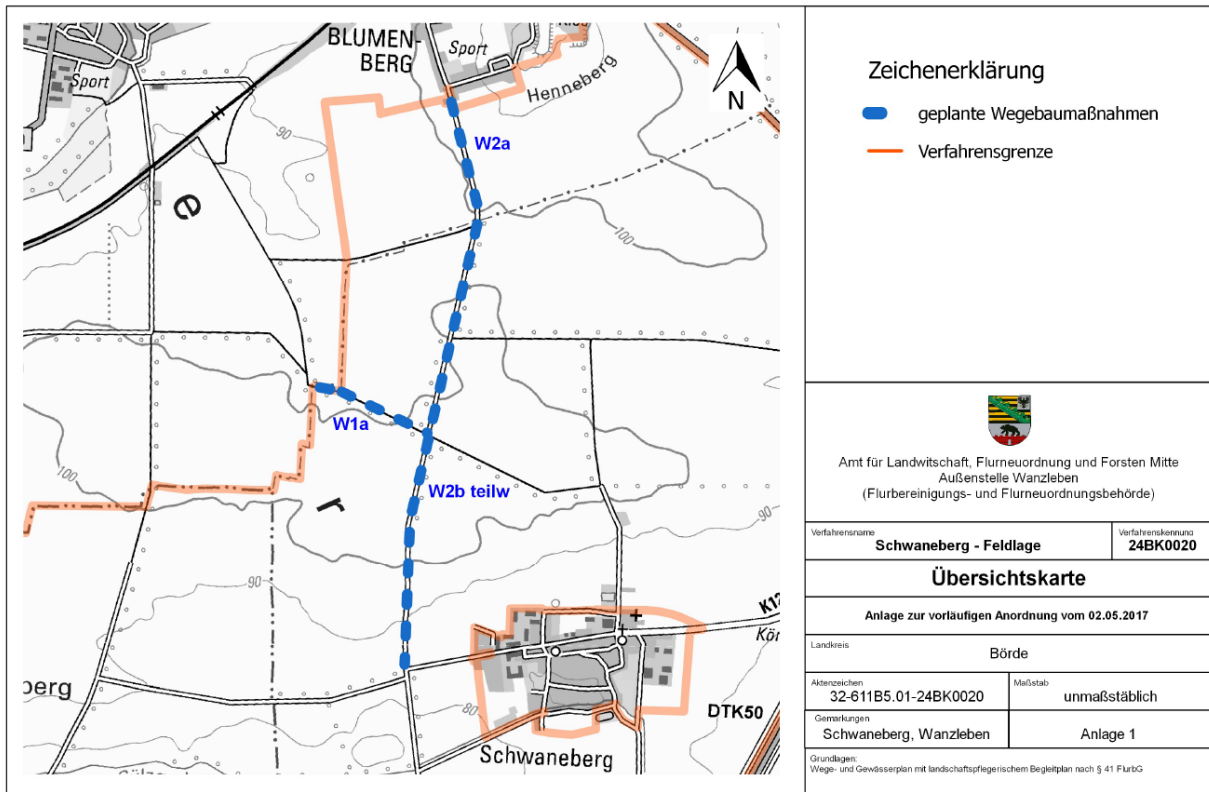 BLUMEN-
BERG
Sport
Sport
Henneberg
N
W2a
90
e
100
W1a
W2b teilw
100
r
90
90
K12
Kör
80
80
berg
DTK50
Schwaneberg
Zeichenerklärung
geplante Wegebaumaßnahmen
Verfahrensgrenze
Amt für Landwitschaft, Flurneuordnung und Forsten Mitte
Außenstelle Wanzleben
(Flurbereinigungs- und Flurneuordnungsbehörde)
Verfahrensname
Schwaneberg - Feldlage
Verfahrenskennung
24BK0020
Übersichtskarte
Anlage zur vorläufigen Anordnung vom 02.05.2017
Landkreis
Börde
Aktenzeichen
32-611B5.01-24BK0020
Maßstab
unmaßstäblich
Gemarkungen
Schwaneberg, Wanzleben
Anlage 1
Grundlagen:
Wege- und Gewässerplan mit landschaftspflegerischem Begleitplan nach § 41 FlurbG